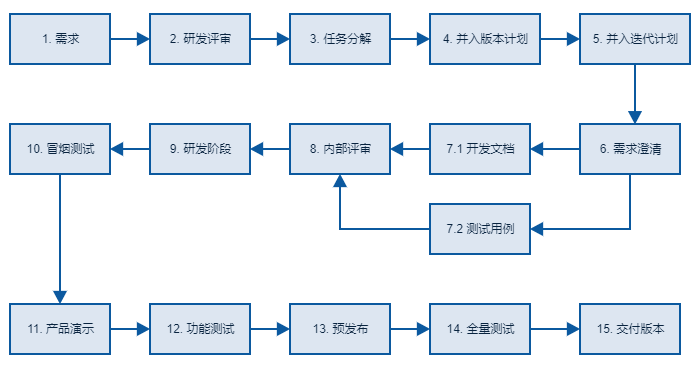 1. 需求
2. 研发评审
3. 任务分解
4. 并入版本计划
5. 并入迭代计划
6. 需求澄清
7.1 开发文档
7.2 测试用例
8. 内部评审
9. 研发阶段
10. 冒烟测试
11. 产品演示
12. 功能测试
13. 预发布
14. 全量测试
15. 交付版本